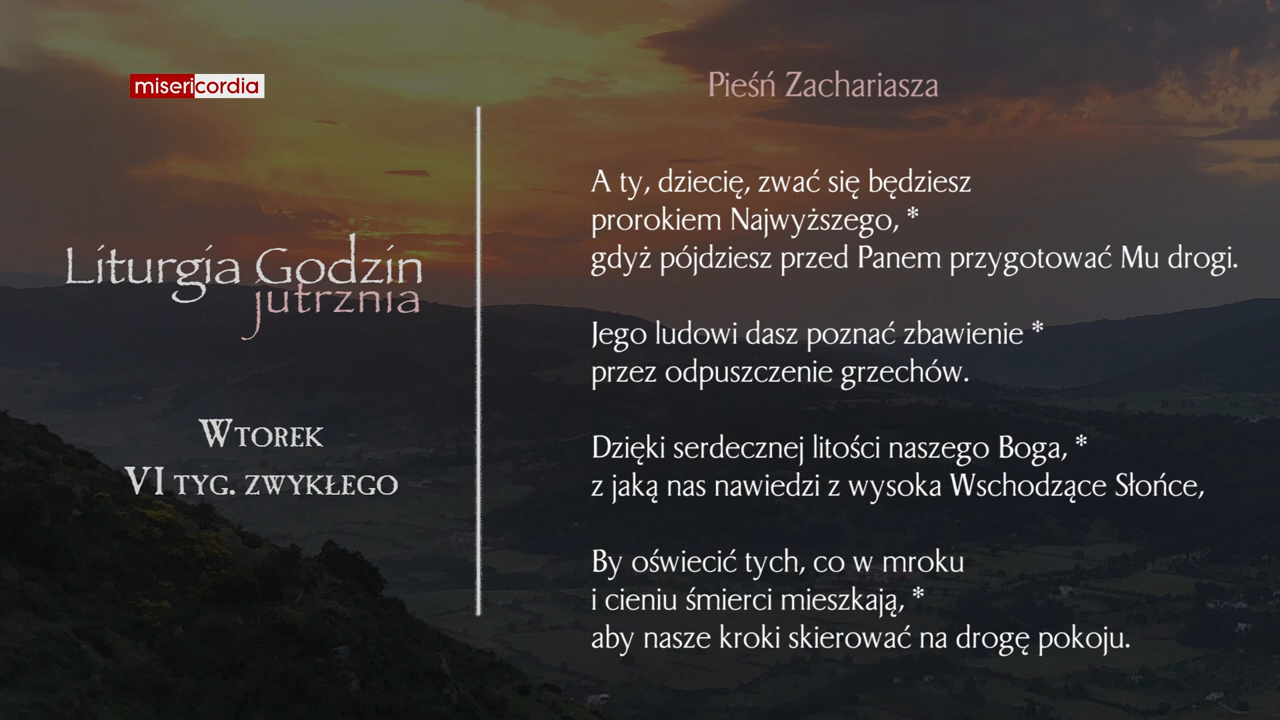 misericordia
Liturgia Godzin
jutrznia
Wtorek
VI tyg. zwykłego
Pieśń Zachariasza
A ty, dziecię, zwać się będziesz
prorokiem Najwyższego, *
gdyż pójdziesz przed Panem przygotować Mu drogi.
Jego ludowi dasz poznać zbawienie *
przez odpuszczenie grzechów.
Dzięki serdecznej litości naszego Boga, *
z jaką nas nawiedzi z wysoka Wschodzące Słońce,
By oświecić tych, co w mroku
i cieniu śmierci mieszkają, *
aby nasze kroki skierować na drogę pokoju.